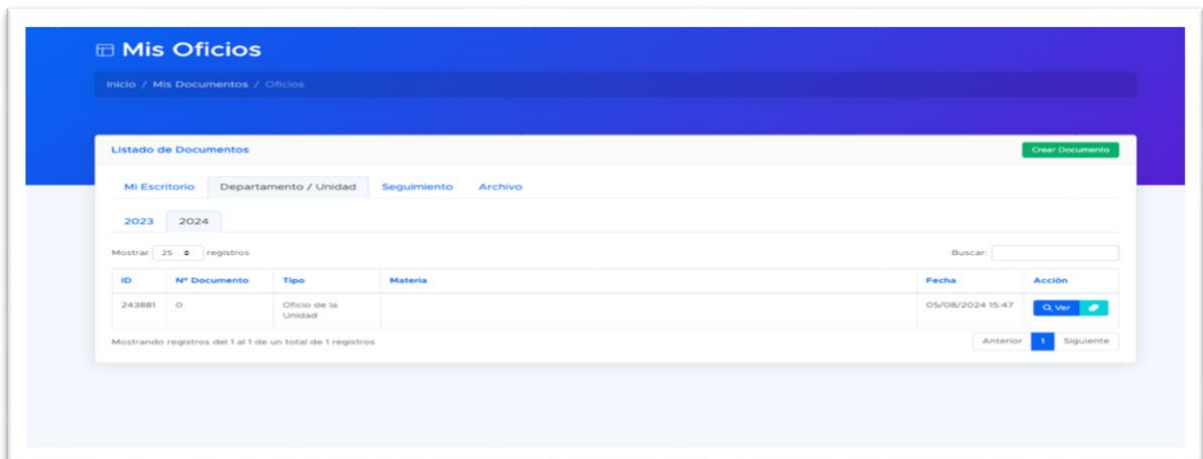 Mis Oficios
Inicio / Mis Documentos / Oficios
Listado de Documentos
Crear Documento
Mi Escritorio Departamento / Unidad Seguimiento Archivo
2023 2024
Mostrar 25 registros
Buscar:
ID N° Documento Tipo Materia Fecha Acción
243881 0 Oficio de la 05/08/2024 15:47 Ver
Unidad
Mostrando registros del 1 al 1 de un total de 1 registros
Anterior 1 Siguiente